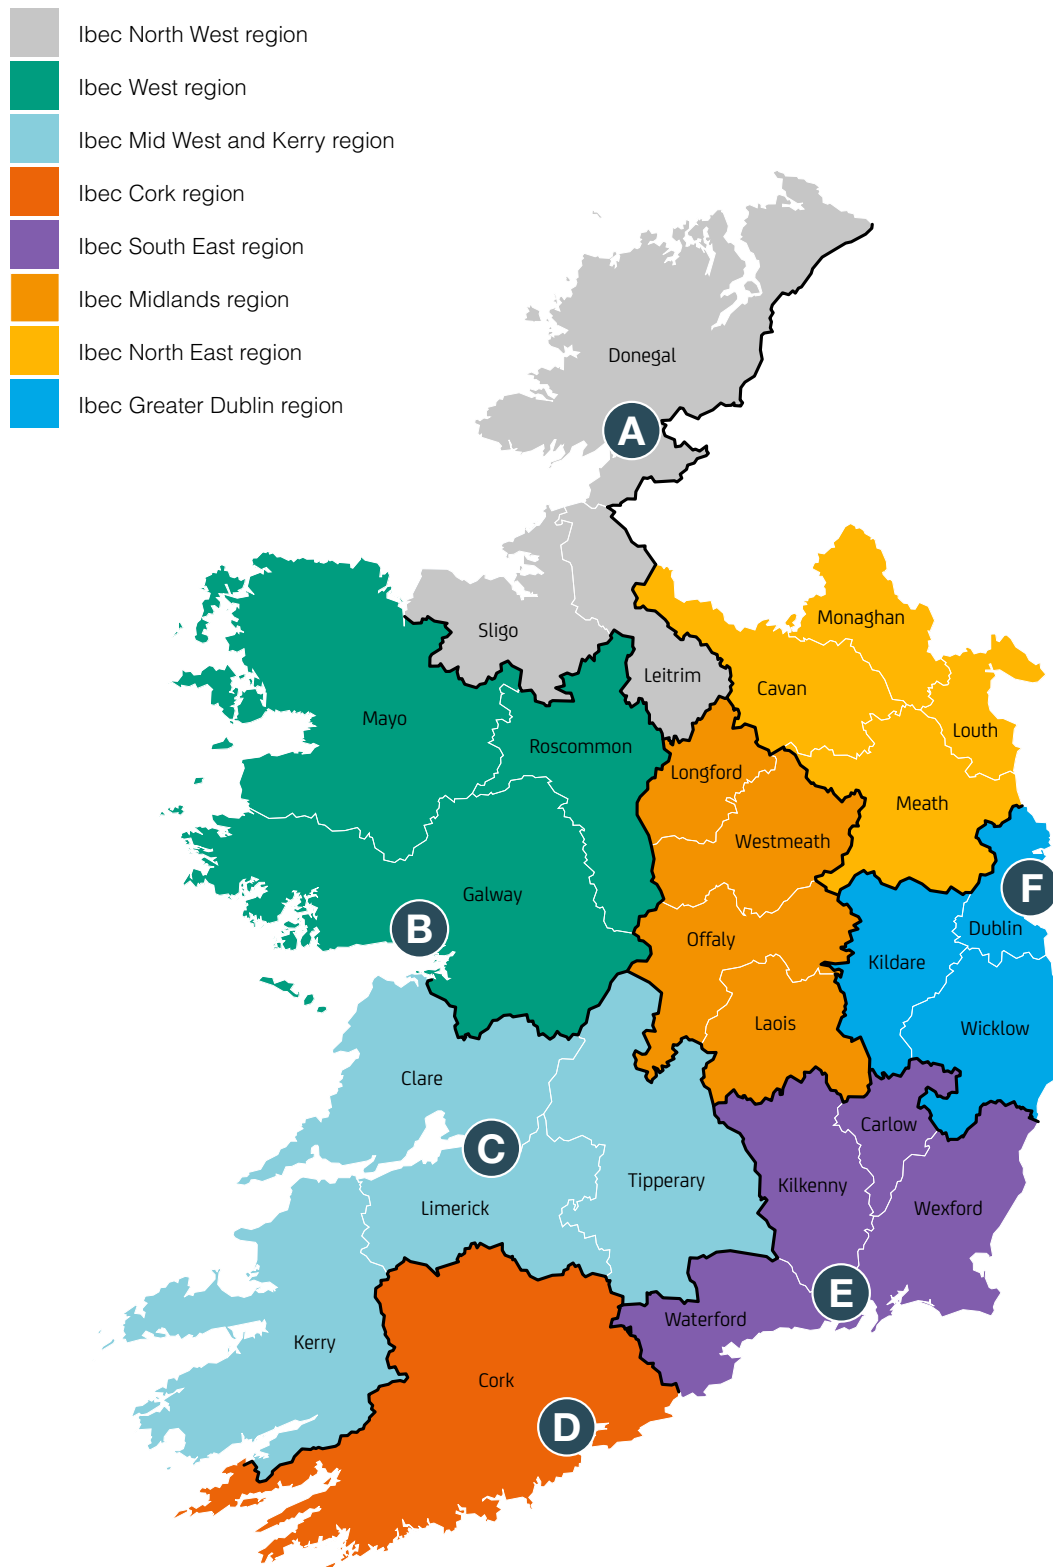 Ibec North West region
Ibec West region
Ibec Mid West and Kerry region
Ibec Cork region
Ibec South East region
Ibec Midlands region
Ibec North East region
Ibec Greater Dublin region
Donegal
A
Monaghan
Sligo
Leitrim
Cavan
Mayo
Roscommon
Louth
Longford
Meath
Westmeath
Galway
F
B
Offaly
Dublin
Kildare
Laois
Wicklow
Clare
Carlow
C
Tipperary
Kilkenny
Limerick
Wexford
E
Waterford
Kerry
Cork
D